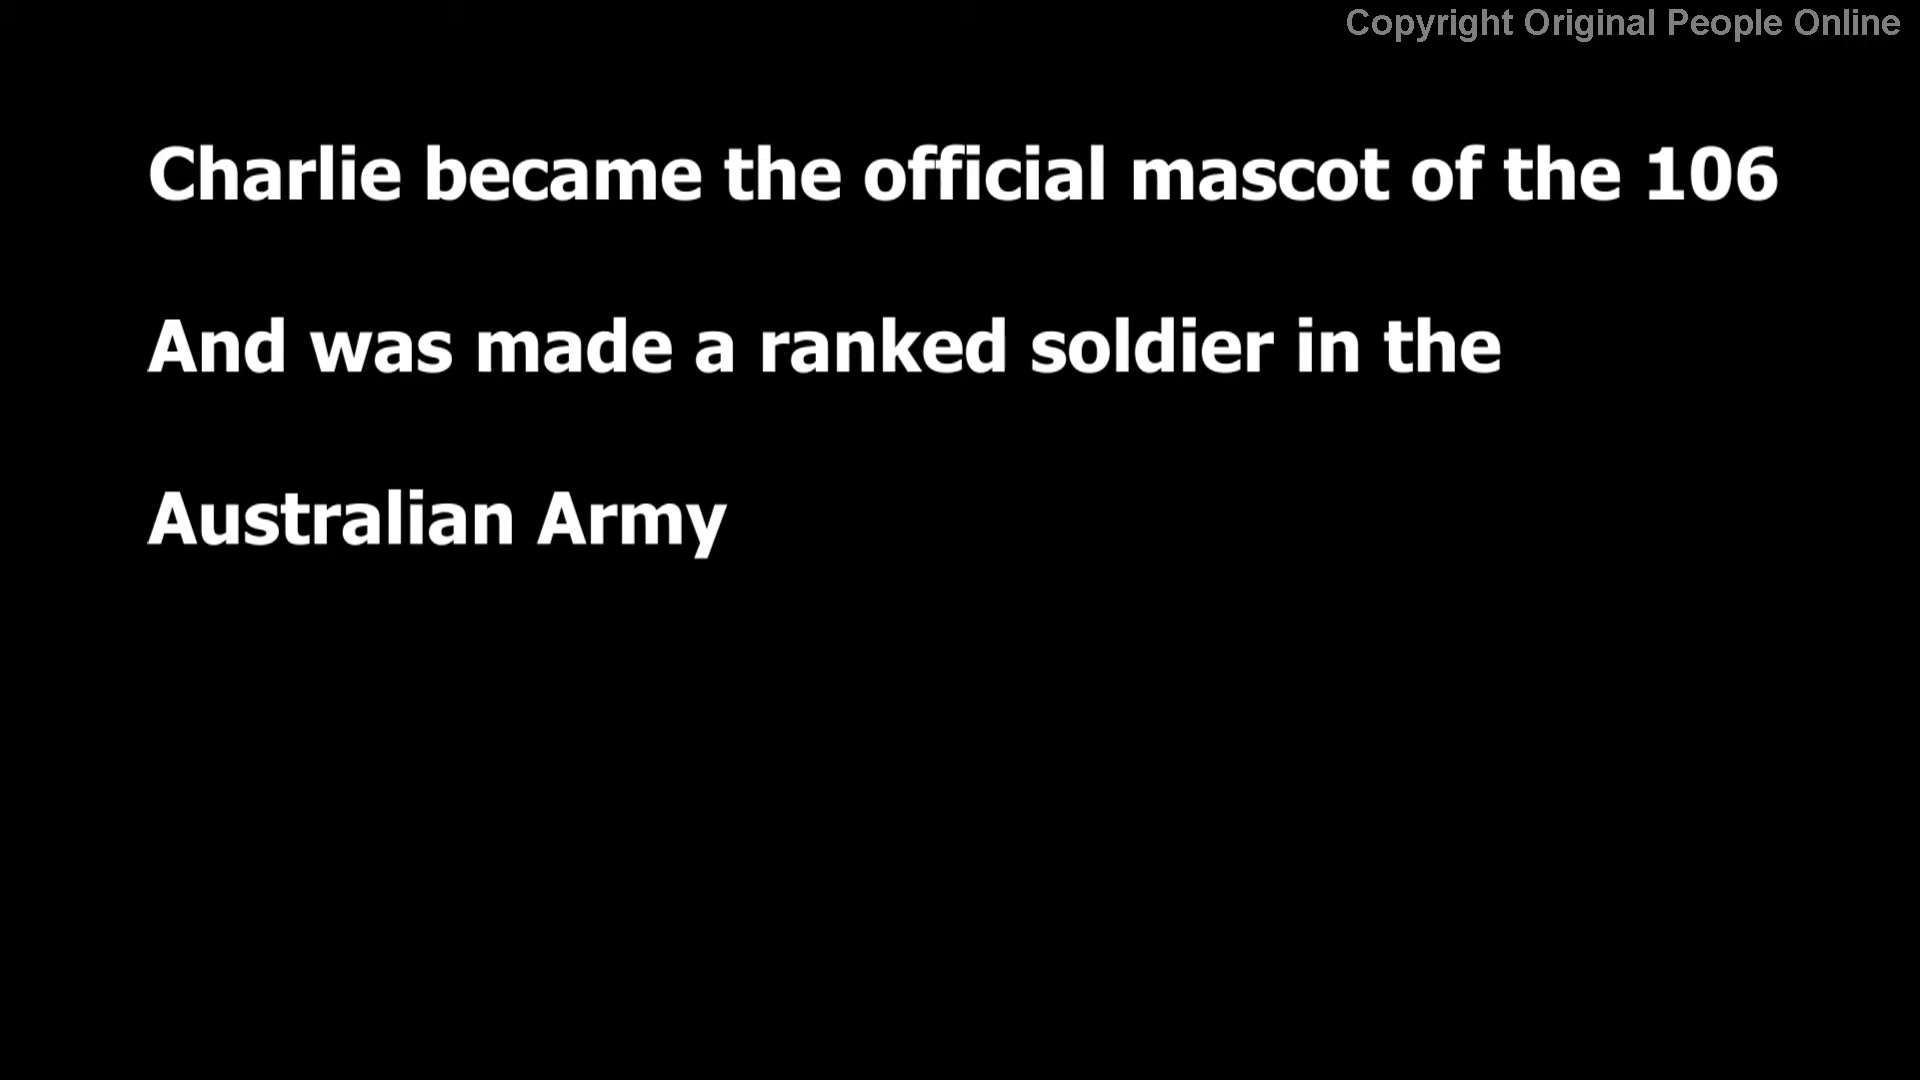 Copyright Original People Online
Charlie became the official mascot of the 106
And was made a ranked soldier in the
Australian Army